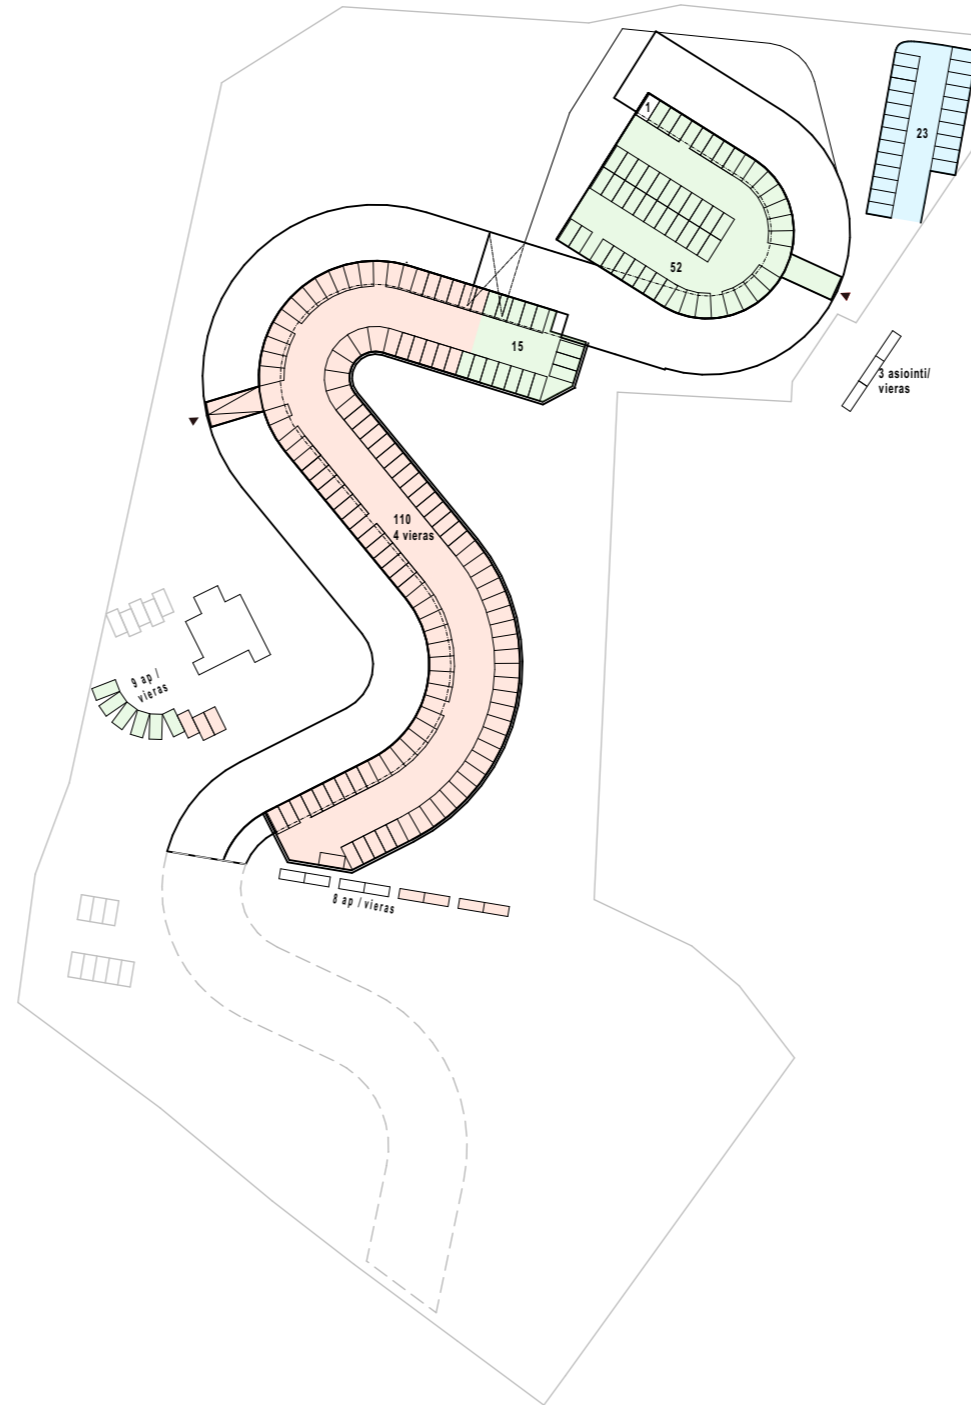 1
23
52
15
3 asiointi/
vieras
110
4 vieras
9 ap /
vieras
8 ap / vieras